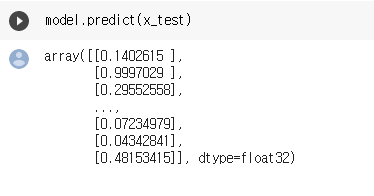 model.predict(x_test)
array([[0.1402615 ],
[0.9997029 ],
[0.29552558],
...,
[0.07234979],
[0.04342841],
[0.48153415]], dtype=float32)